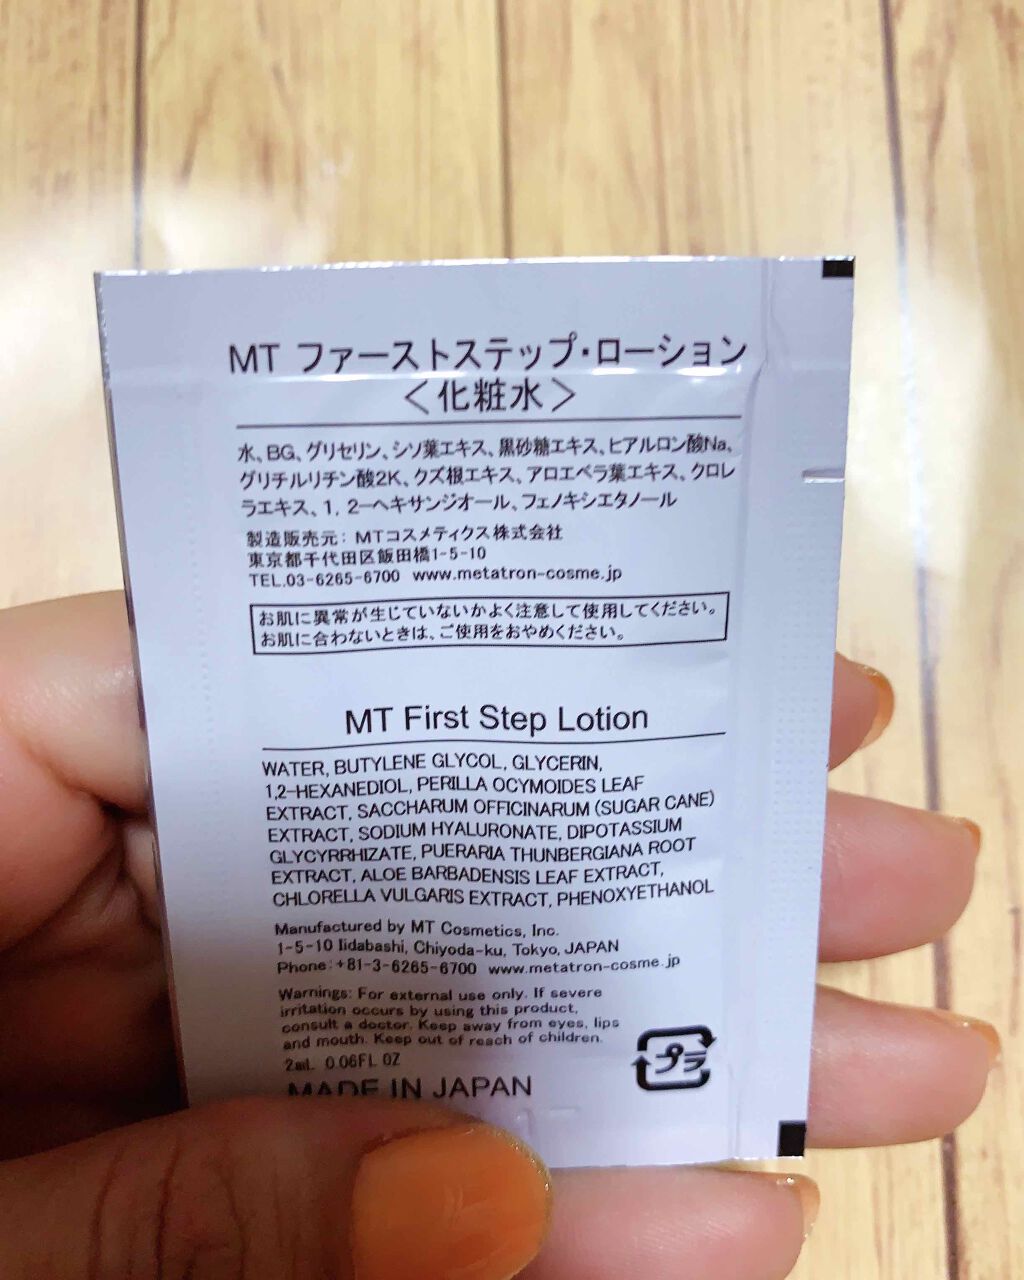 MT ファーストステップ・ローション
＜化粧水＞
水、BG、グリセリン、シソ葉エキス、黒砂糖エキス、ヒアルロン酸Na、
グリチルリチン酸2K、クズ根エキス、アロエベラ葉エキス、クロレ
ラエキス、1, 2-ヘキサンジオール、フェノキシエタノール
製造販売元：MTコスメティクス株式会社
東京都千代田区飯田橋1-5-10
TEL.03-6265-6700 www.metatron-cosme.jp
お肌に異常が生じていないかよく注意して使用してください。
お肌に合わないときは、ご使用をおやめください。
MT First Step Lotion
WATER, BUTYLENE GLYCOL, GLYCERIN,
1,2-HEXANEDIOL, PERILLA OCYMOIDES LEAF
EXTRACT, SACCHARUM OFFICINARUM (SUGAR CANE)
EXTRACT, SODIUM HYALURONATE, DIPOTASSIUM
GLYCYRRHIZATE, PUERARIA THUNBERGIANA ROOT
EXTRACT, ALOE BARBADENSIS LEAF EXTRACT,
CHLORELLA VULGARIS EXTRACT, PHENOXYETHANOL
Manufactured by MT Cosmetics, Inc.
1-5-10 Iidabashi, Chiyoda-ku, Tokyo, JAPAN
Phone:+81-3-6265-6700 www.metatron-cosme.jp
Warnings: For external use only. If severe
irritation occurs by using this product,
consult a doctor. Keep away from eyes, lips
and mouth. Keep out of reach of children.
2mL 0.06FL OZ
プラ
MADE IN JAPAN